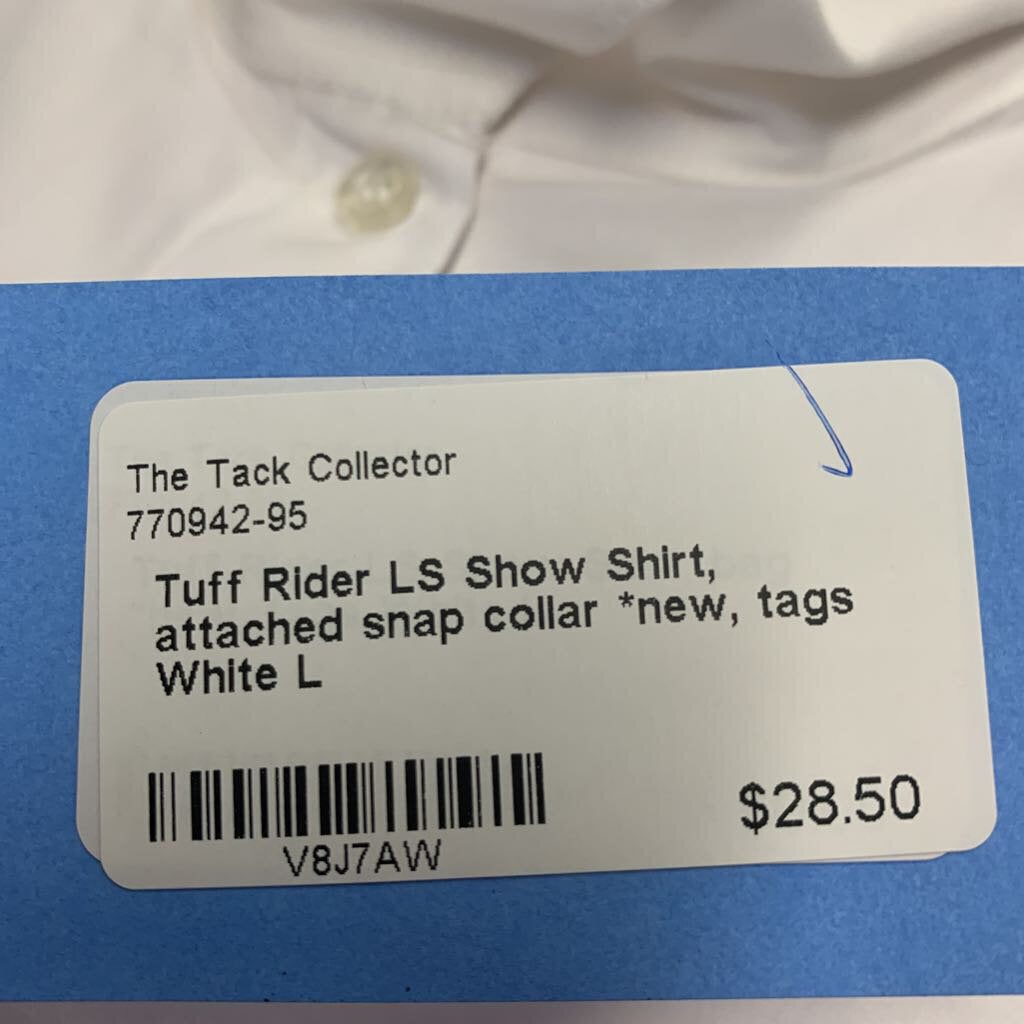 The Tack Collector
770942-95
Tuff Rider LS Show Shirt,
attached snap collar *new, tags
White L
V8J7AW
$28.50